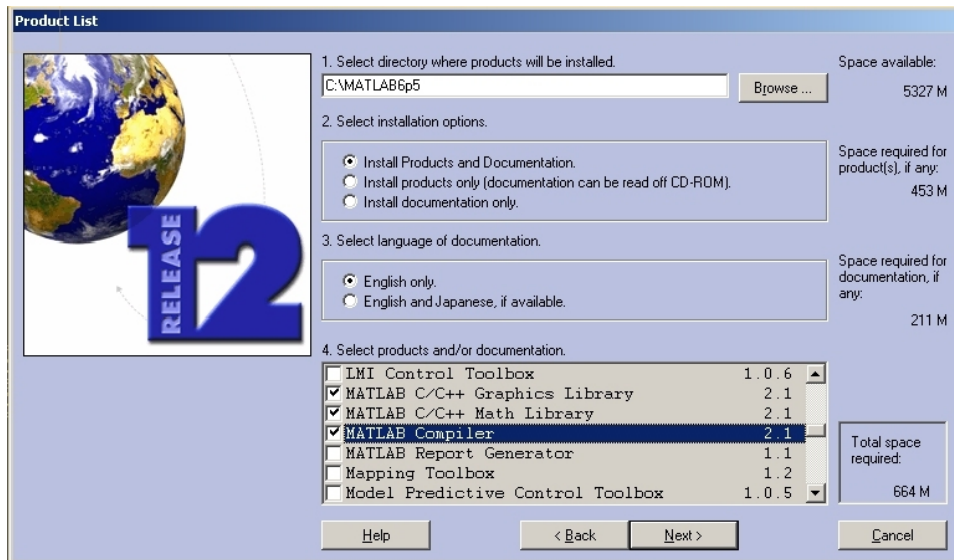 Product List
1. Select directory where products will be installed.
C:\MATLAB6p5
Browse ...
Space available:
5327 M
2. Select installation options.
Install Products and Documentation.
Install products only (documentation can be read off CD-ROM).
Install documentation only.
Space required for
product(s), if any:
453 M
3. Select language of documentation.
English only.
English and Japanese, if available.
Space required for
documentation, if
any:
211 M
RELEASE
12
4. Select products and/or documentation.
LMI Control Toolbox 1.0.6
MATLAB C/C++ Graphics Library 2.1
MATLAB C/C++ Math Library 2.1
MATLAB Compiler 2.1
MATLAB Report Generator 1.1
Mapping Toolbox 1.2
Model Predictive Control Toolbox 1.0.5
Total space
required:
664 M
Help
< Back
Next >
Cancel